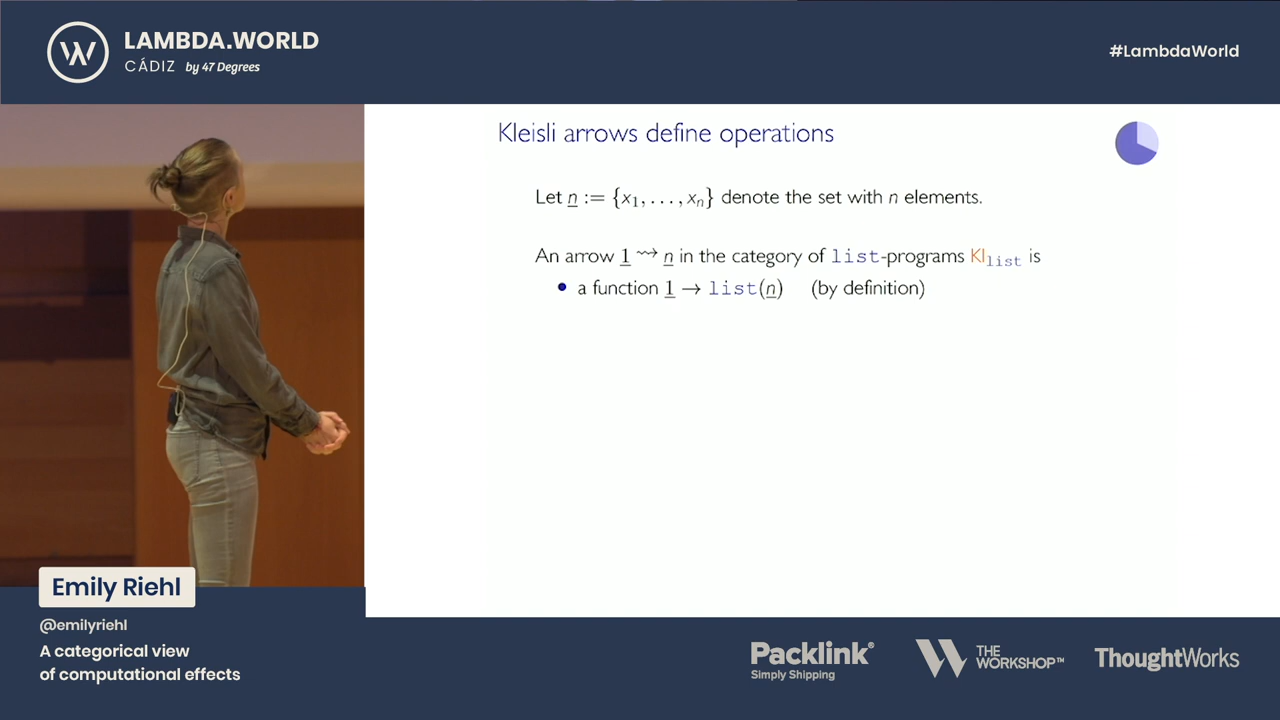 LAMBDA.WORLD
CÁDIZ by 47 Degrees
#LambdaWorld
Kleisli arrows define operations
Let n := {x₁, . . . , xₙ} denote the set with n elements.
An arrow 1 ⇝ n in the category of list-programs Kl_list is
• a function 1 → list(n) (by definition)
Emily Riehl
@emilyriehl
A categorical view
of computational effects
Packlink®
Simply Shipping
THE
WORKSHOP™
ThoughtWorks